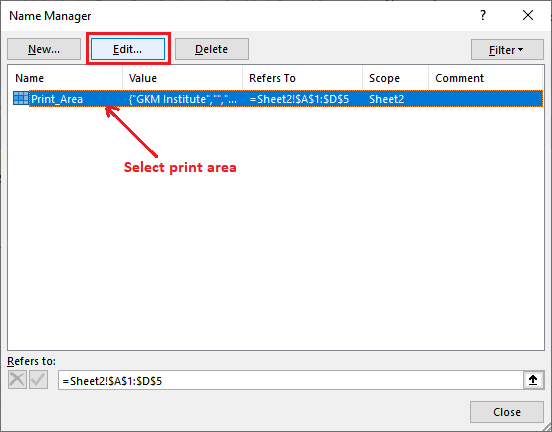 Name Manager ? ×
New... Edit... Delete Filter
Name Value Refers To Scope Comment
Print_Area {"GKM Institute","","... =Sheet2!$A$1:$D$5 Sheet2
Select print area
Refers to:
=Sheet2!$A$1:$D$5
Close